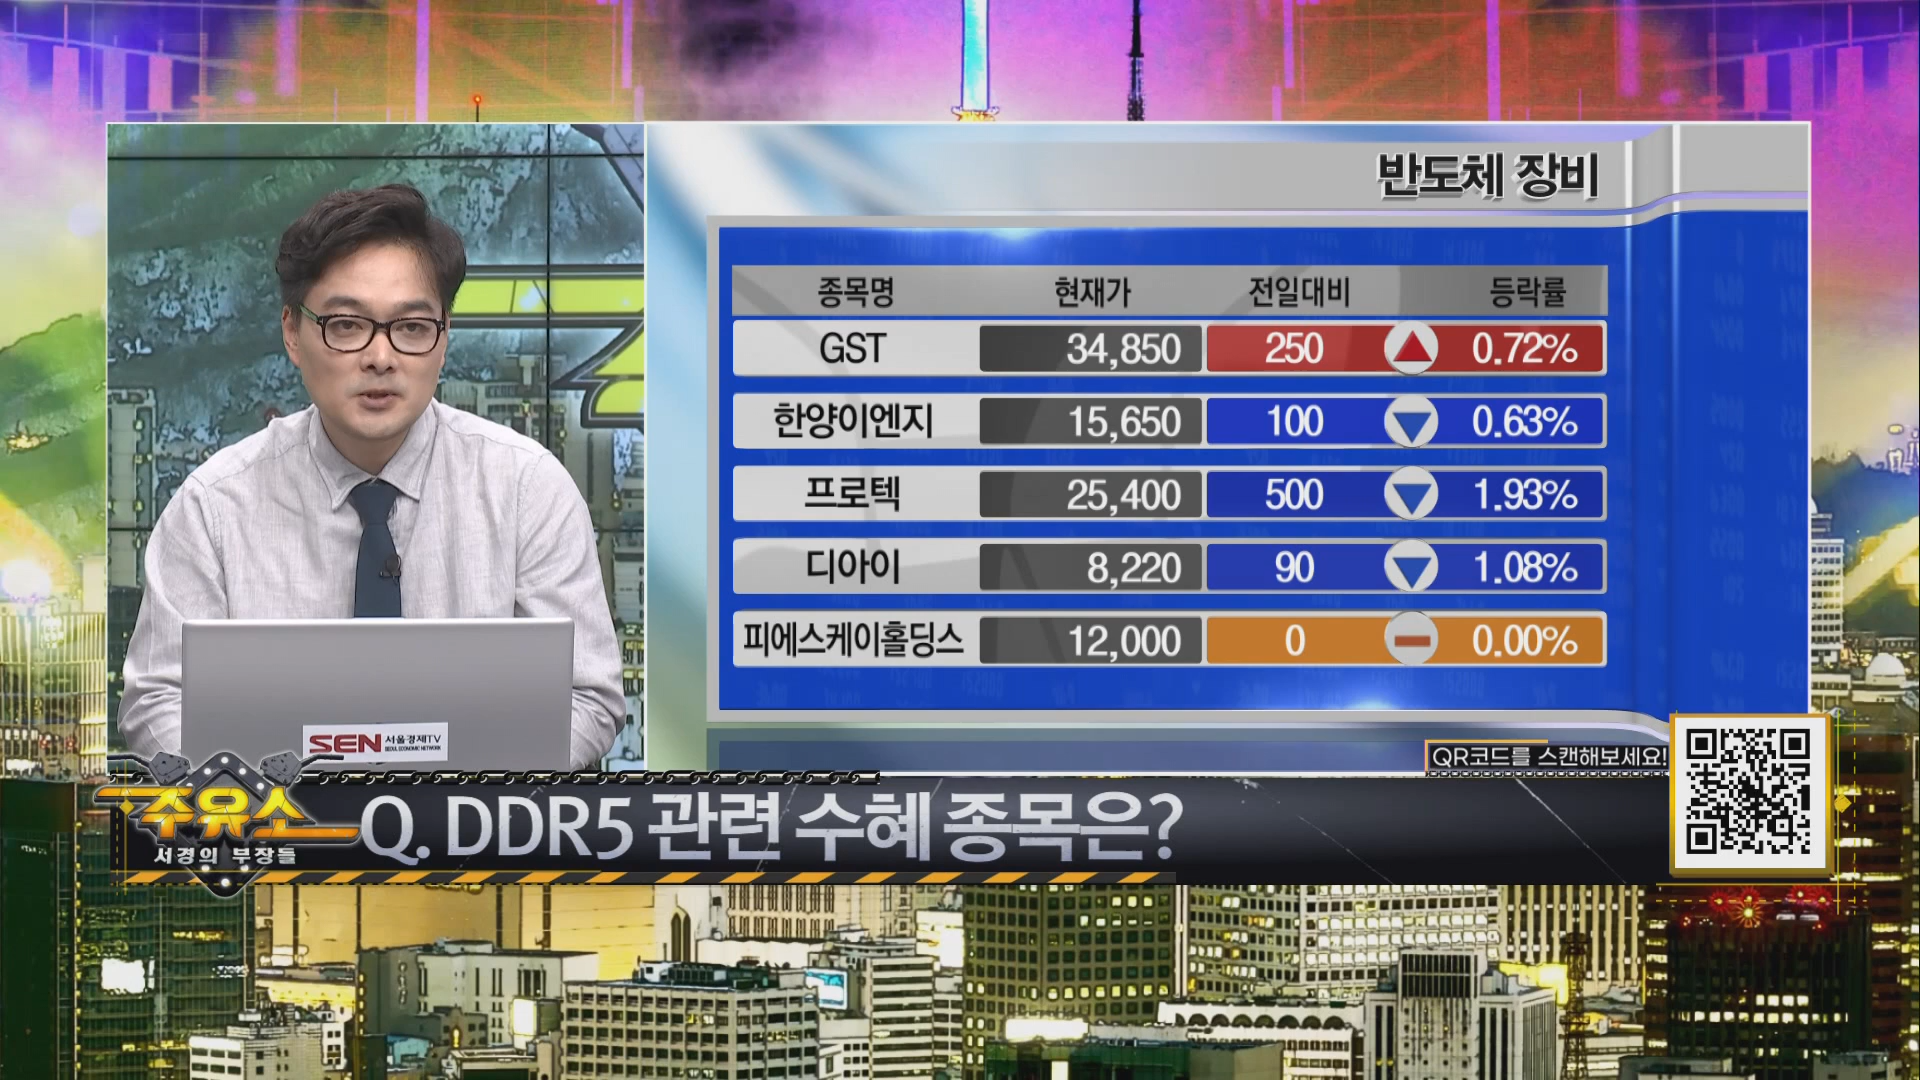 반도체 장비
종목명 현재가 전일대비 등락률
GST 34,850 250 0.72%
한양이엔지 15,650 100 0.63%
프로텍 25,400 500 1.93%
디아이 8,220 90 1.08%
피에스케이홀딩스 12,000 0 0.00%
SEN 서울경제TV
SEOUL ECONOMIC NETWORK
QR코드를 스캔해보세요!
주유소
서경의 부장들
Q. DDR5 관련 수혜 종목은?